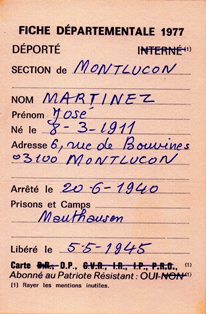 FICHE DÉPARTEMENTALE 1977
DÉPORTÉ INTERNÉ (1)
SECTION de MONTLUCON
NOM MARTINEZ
Prénom José
Né le 8-3-1911
Adresse 6, rue de Bouvines
03100 MONTLUCON
Arrêté le 20-6-1940
Prisons et Camps
Mauthausen
Libéré le 5-5-1945
Carte D.R., D.P., G.V.R., I.R., I.P., P.R.O., (1)
Abonné au Patriote Résistant : OUI-NON (1)
(1) Rayer les mentions inutiles.